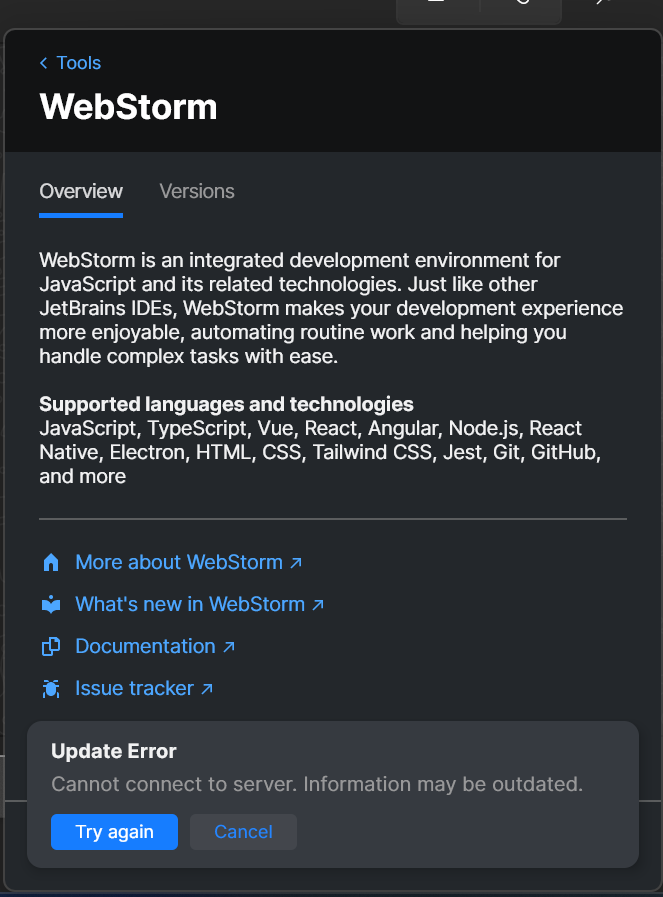 Tools
WebStorm
Overview Versions
WebStorm is an integrated development environment for
JavaScript and its related technologies. Just like other
JetBrains IDEs, WebStorm makes your development experience
more enjoyable, automating routine work and helping you
handle complex tasks with ease.
Supported languages and technologies
JavaScript, TypeScript, Vue, React, Angular, Node.js, React
Native, Electron, HTML, CSS, Tailwind CSS, Jest, Git, GitHub,
and more
More about WebStorm
What's new in WebStorm
Documentation
Issue tracker
Update Error
Cannot connect to server. Information may be outdated.
Try again Cancel